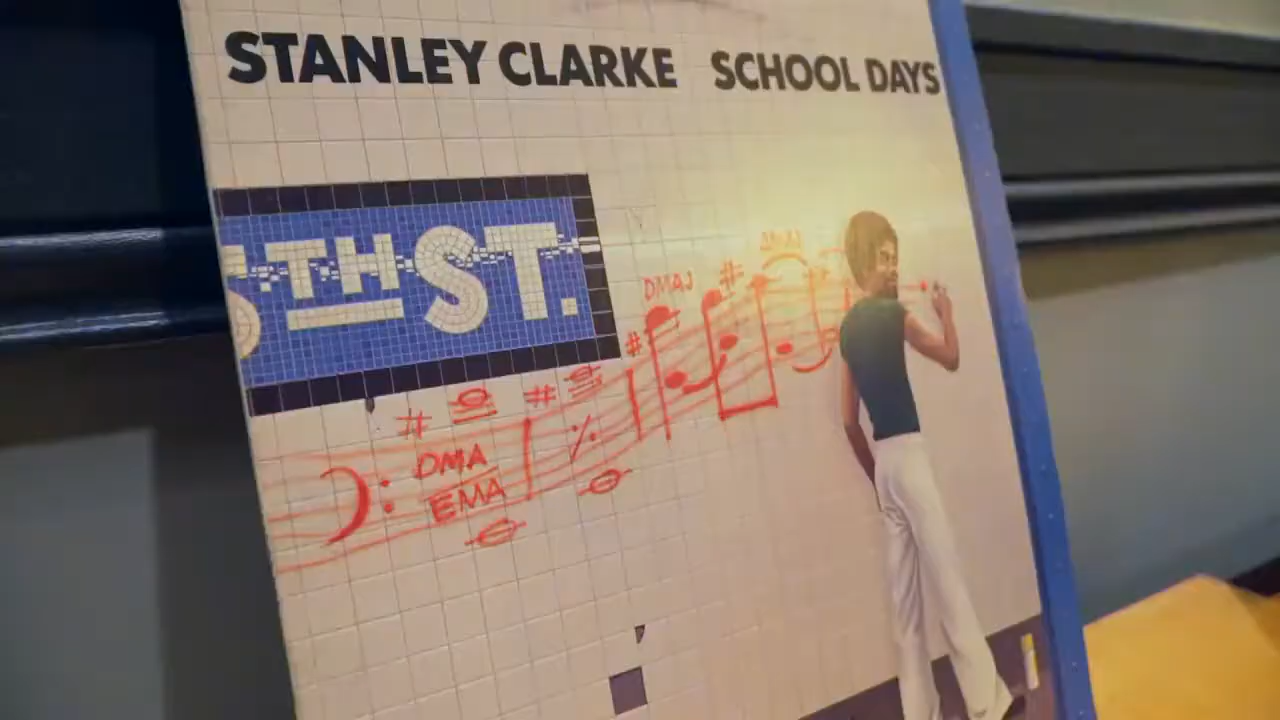 STANLEY CLARKE SCHOOL DAYS
TH ST.
DMAJ
DMA
EMA